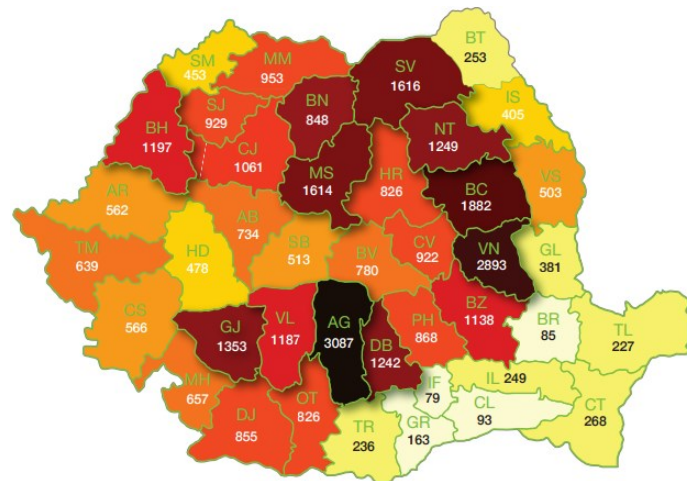 BT
253
SM
453
MM
953
SV
1616
BN
848
SJ
929
IS
405
BH
1197
NT
1249
CJ
1061
MS
1614
HR
826
BC
1882
VS
503
AR
562
AB
734
TM
639
HD
478
SB
513
BV
780
CV
922
VN
2893
GL
381
CS
566
GJ
1353
VL
1187
AG
3087
DB
1242
PH
868
BZ
1138
BR
85
TL
227
MH
657
OT
826
IF
79
IL 249
CL
93
CT
268
DJ
855
TR
236
GR
163